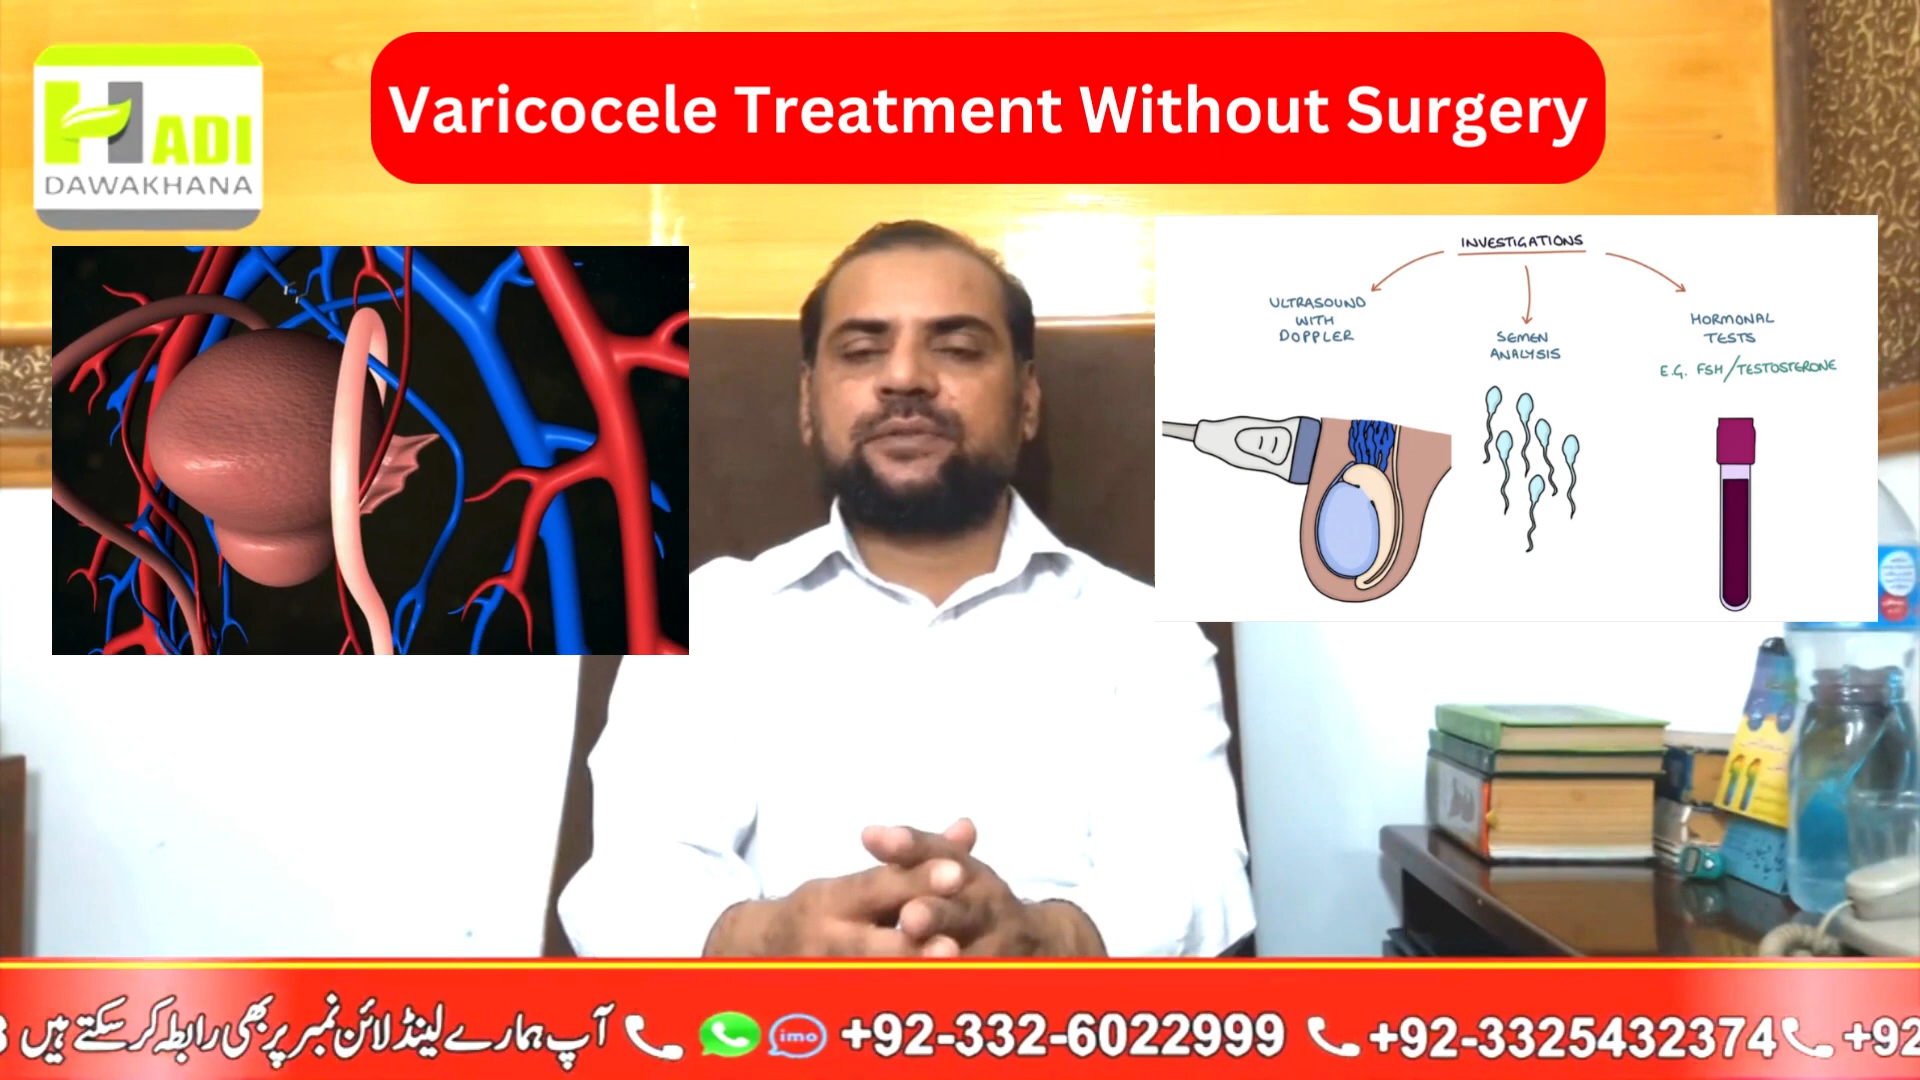 Varicocele Treatment Without Surgery
HADI
DAWAKHANA
INVESTIGATIONS
ULTRASOUND
WITH
DOPPLER
SEMEN
ANALYSIS
HORMONAL
TESTS
E.G. FSH/TESTOSTERONE
آپ ہمارے لینڈ لائن نمبر پر بھی رابطہ کر سکتے ہیں
imo +92-332-6022999 +92-3325432374 +92